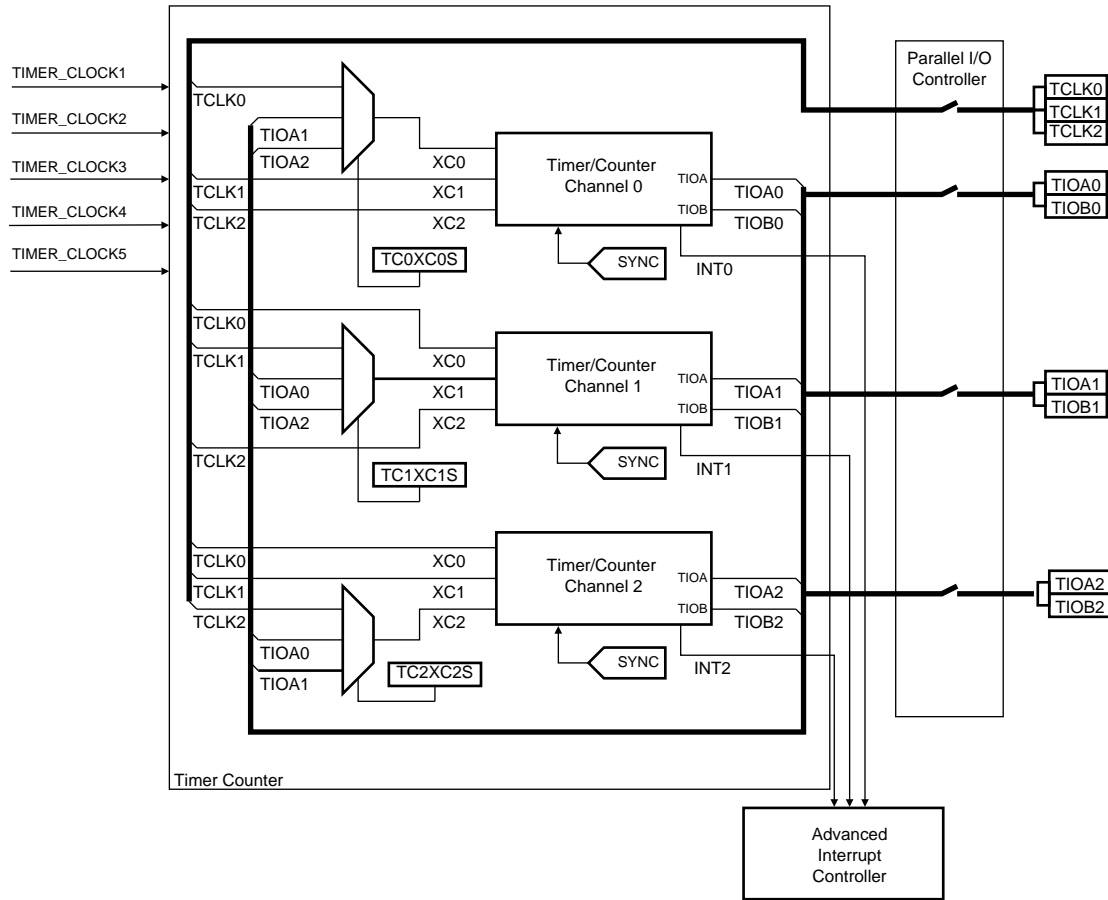 TIMER_CLOCK1
TIMER_CLOCK2
TIMER_CLOCK3
TIMER_CLOCK4
TIMER_CLOCK5
TCLK0
TIOA1
TIOA2
TCLK1
TCLK2
XC0
XC1
XC2
TC0XC0S
Timer/Counter
Channel 0
TIOA
TIOB
TIOA0
TIOB0
SYNC
INT0
TCLK0
TCLK1
TIOA0
TIOA2
TCLK2
XC0
XC1
XC2
TC1XC1S
Timer/Counter
Channel 1
TIOA
TIOB
TIOA1
TIOB1
SYNC
INT1
TCLK0
TCLK1
TCLK2
TIOA0
TIOA1
XC0
XC1
XC2
TC2XC2S
Timer/Counter
Channel 2
TIOA
TIOB
TIOA2
TIOB2
SYNC
INT2
Timer Counter
Parallel I/O
Controller
TCLK0
TCLK1
TCLK2
TIOA0
TIOB0
TIOA1
TIOB1
TIOA2
TIOB2
Advanced
Interrupt
Controller